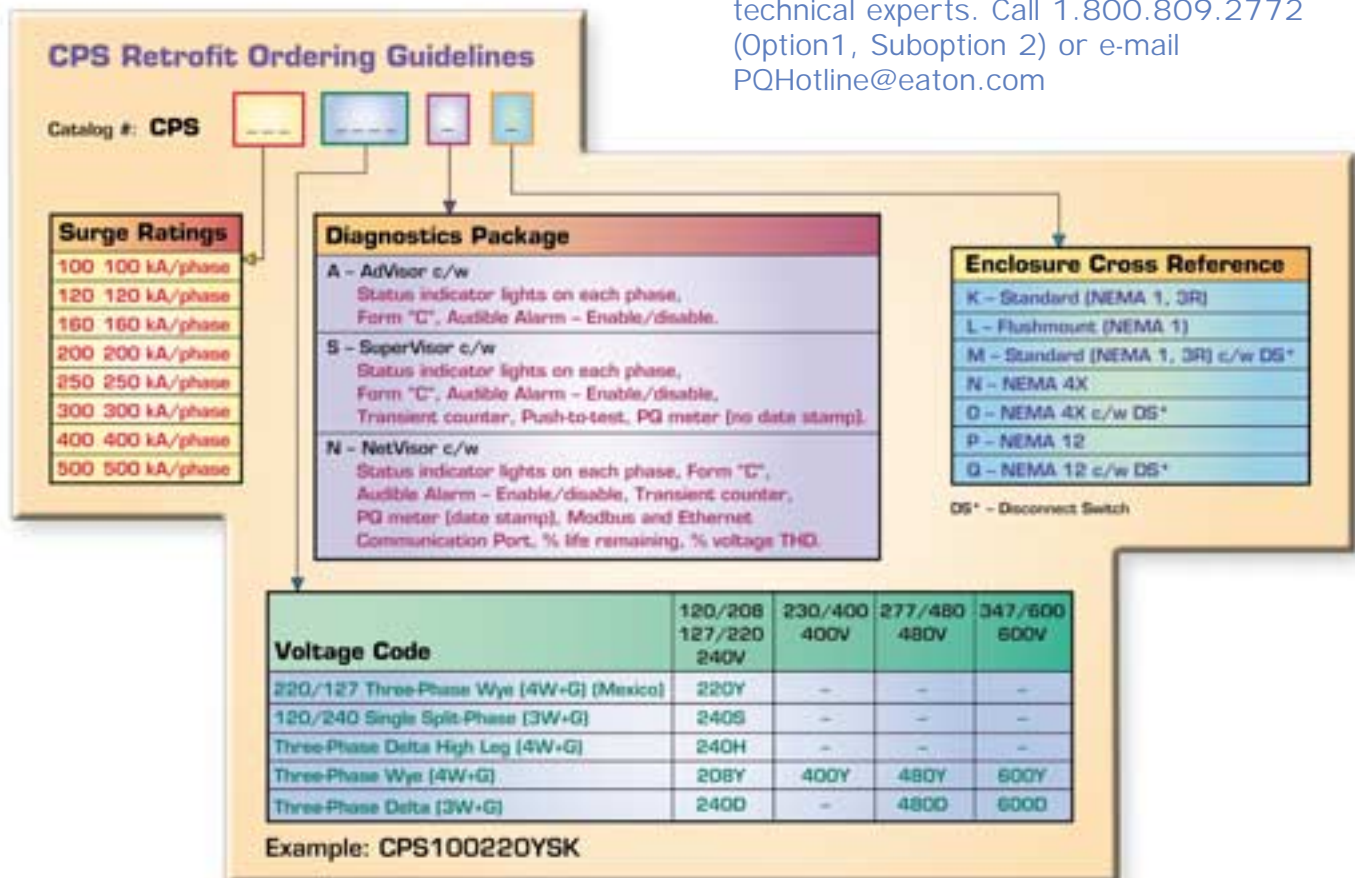 technical experts. Call 1.800.809.2772
(Option1, Suboption 2) or e-mail
PQHotline@eaton.com
CPS Retrofit Ordering Guidelines
Catalog #: CPS _ _ _ _ _ _ _ _ _
Surge Ratings
100 100 kA/phase
120 120 kA/phase
160 160 kA/phase
200 200 kA/phase
250 250 kA/phase
300 300 kA/phase
400 400 kA/phase
500 500 kA/phase
Diagnostics Package
A – AdVisor c/w
Status indicator lights on each phase,
Form "C", Audible Alarm – Enable/disable.
S – SuperVisor c/w
Status indicator lights on each phase,
Form "C", Audible Alarm – Enable/disable,
Transient counter, Push-to-test, PQ meter (no data stamp).
N – NetVisor c/w
Status indicator lights on each phase, Form "C",
Audible Alarm – Enable/disable, Transient counter,
PQ meter (date stamp), Modbus and Ethernet
Communication Port, % life remaining, % voltage THD.
Enclosure Cross Reference
K – Standard (NEMA 1, 3R)
L – Flushmount (NEMA 1)
M – Standard (NEMA 1, 3R) c/w DS*
N – NEMA 4X
O – NEMA 4X c/w DS*
P – NEMA 12
Q – NEMA 12 c/w DS*
DS* – Disconnect Switch
Voltage Code 120/208 127/220 240V 230/400 400V 277/480 480V 347/600 600V
220/127 Three-Phase Wye (4W+G) (Mexico) 220Y – – –
120/240 Single Split-Phase (3W+G) 240S – – –
Three-Phase Delta High Leg (4W+G) 240H – – –
Three-Phase Wye (4W+G) 208Y 400Y 480Y 600Y
Three-Phase Delta (3W+G) 240D – 480D 600D
Example: CPS100220YSK